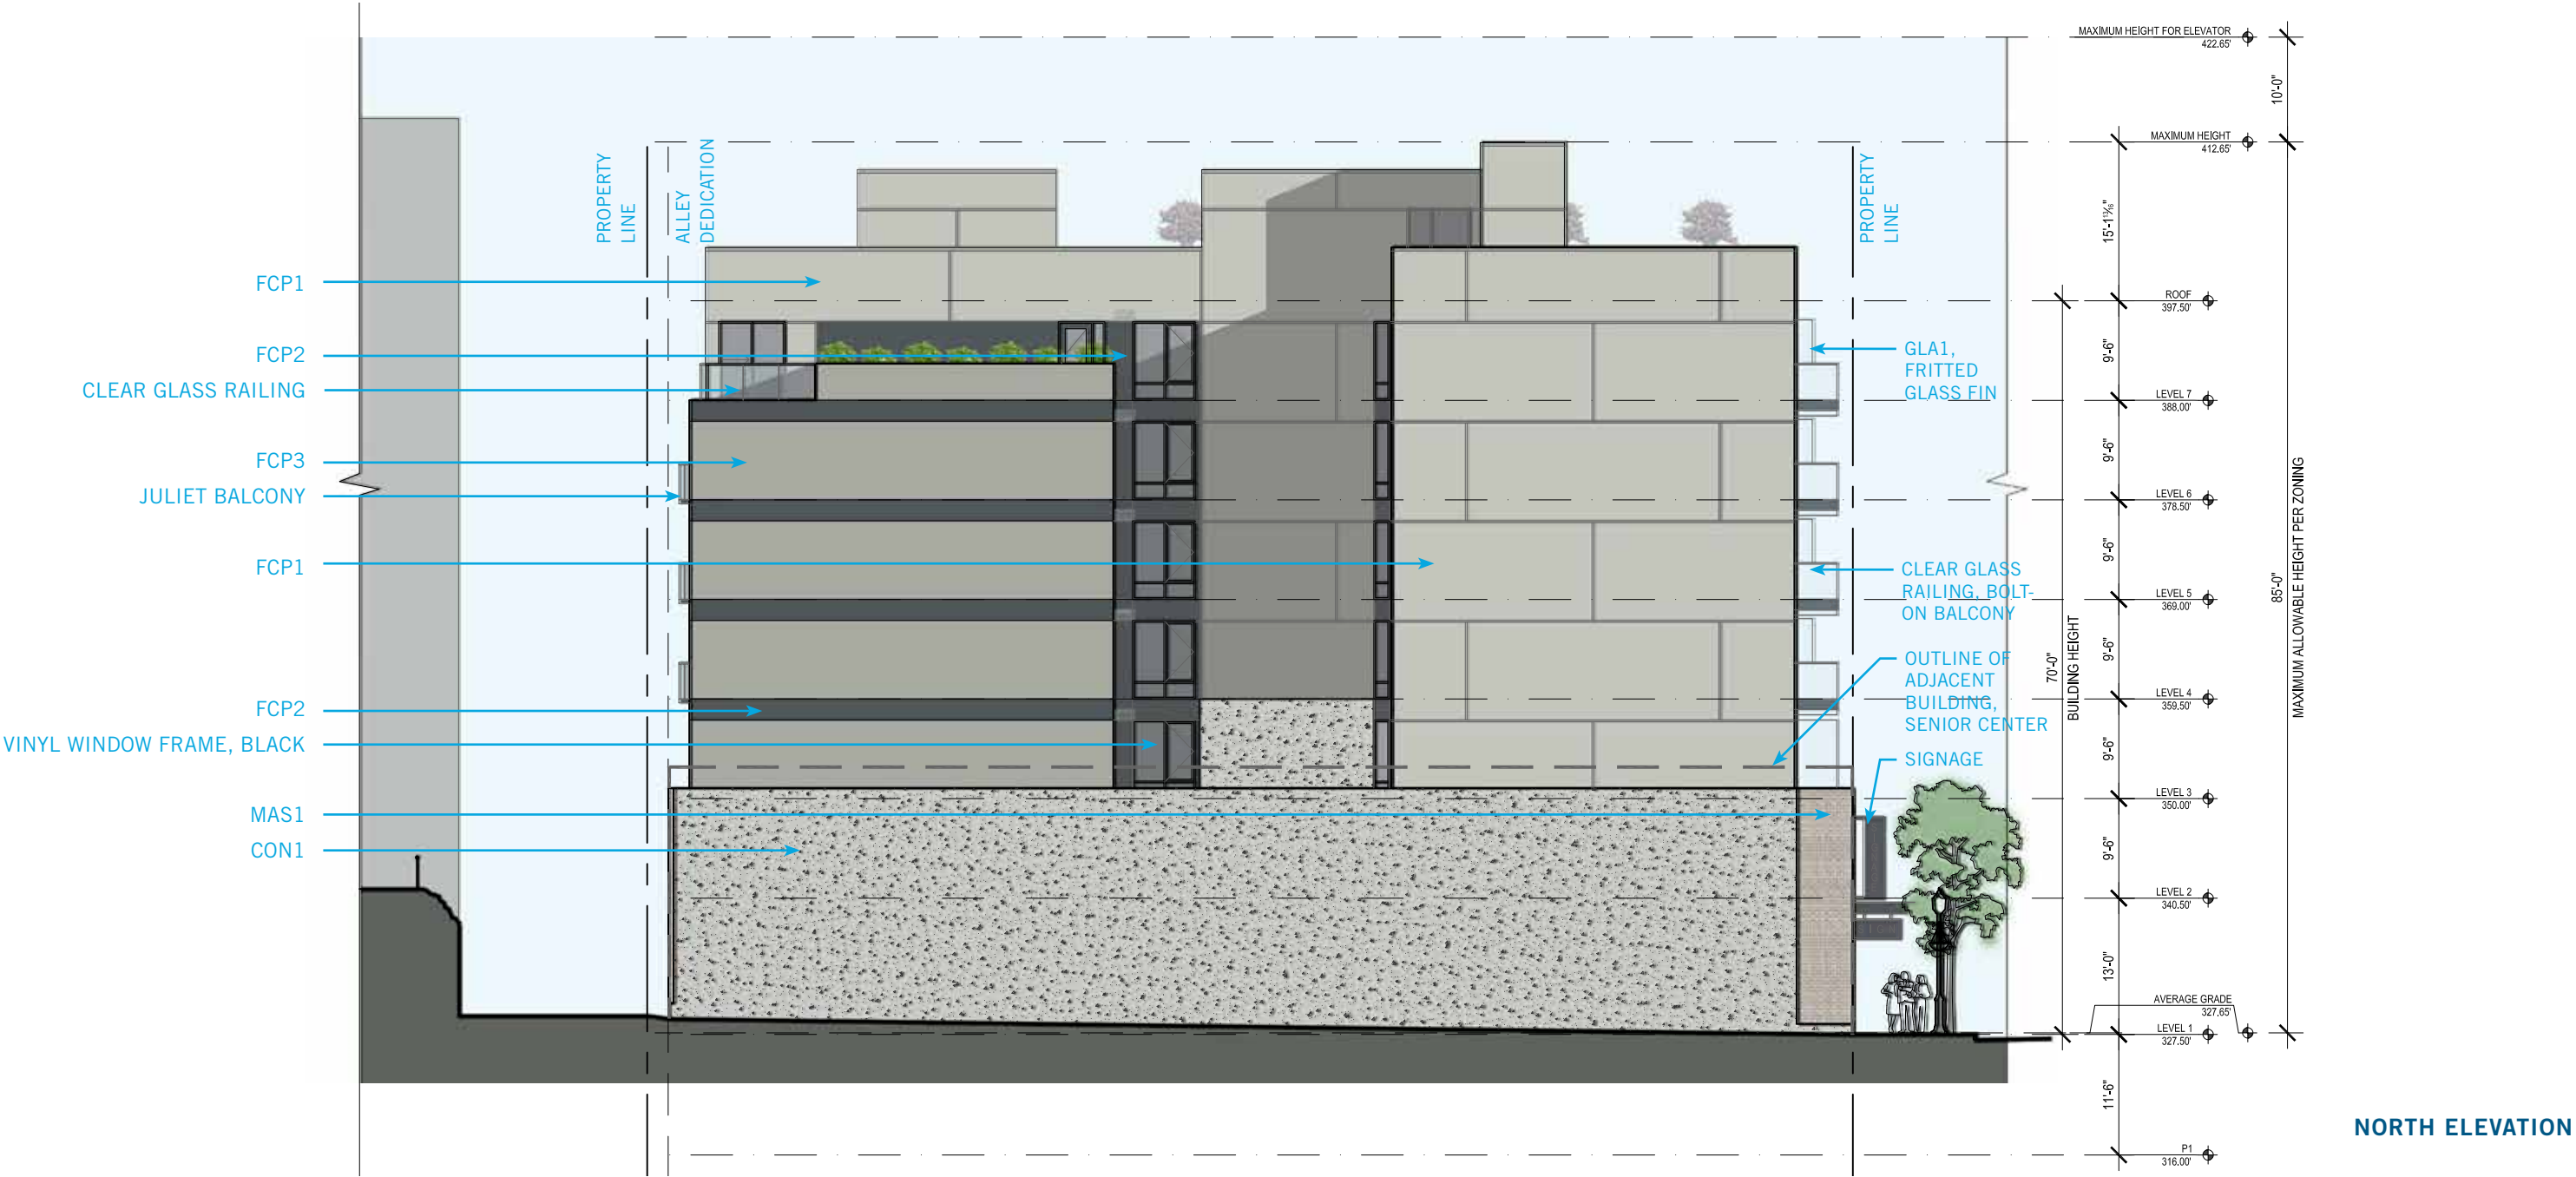 MAXIMUM HEIGHT FOR ELEVATOR
422.65'
10'-0"
MAXIMUM HEIGHT
412.65'
PROPERTY
LINE
ALLEY
DEDICATION
PROPERTY
LINE
FCP1
FCP2
CLEAR GLASS RAILING
FCP3
JULIET BALCONY
FCP1
FCP2
VINYL WINDOW FRAME, BLACK
MAS1
CON1
GLA1,
FRITTED
GLASS FIN
CLEAR GLASS
RAILING, BOLT-
ON BALCONY
OUTLINE OF
ADJACENT
BUILDING,
SENIOR CENTER
SIGNAGE
70'-0"
BUILDING HEIGHT
15'-1 13/16"
ROOF
397.50'
9'-6"
LEVEL 7
388.00'
9'-6"
LEVEL 6
378.50'
9'-6"
LEVEL 5
369.00'
9'-6"
LEVEL 4
359.50'
9'-6"
LEVEL 3
350.00'
9'-6"
LEVEL 2
340.50'
13'-0"
AVERAGE GRADE
327.65'
LEVEL 1
327.50'
11'-6"
P1
316.00'
85'-0"
MAXIMUM ALLOWABLE HEIGHT PER ZONING
NORTH ELEVATION